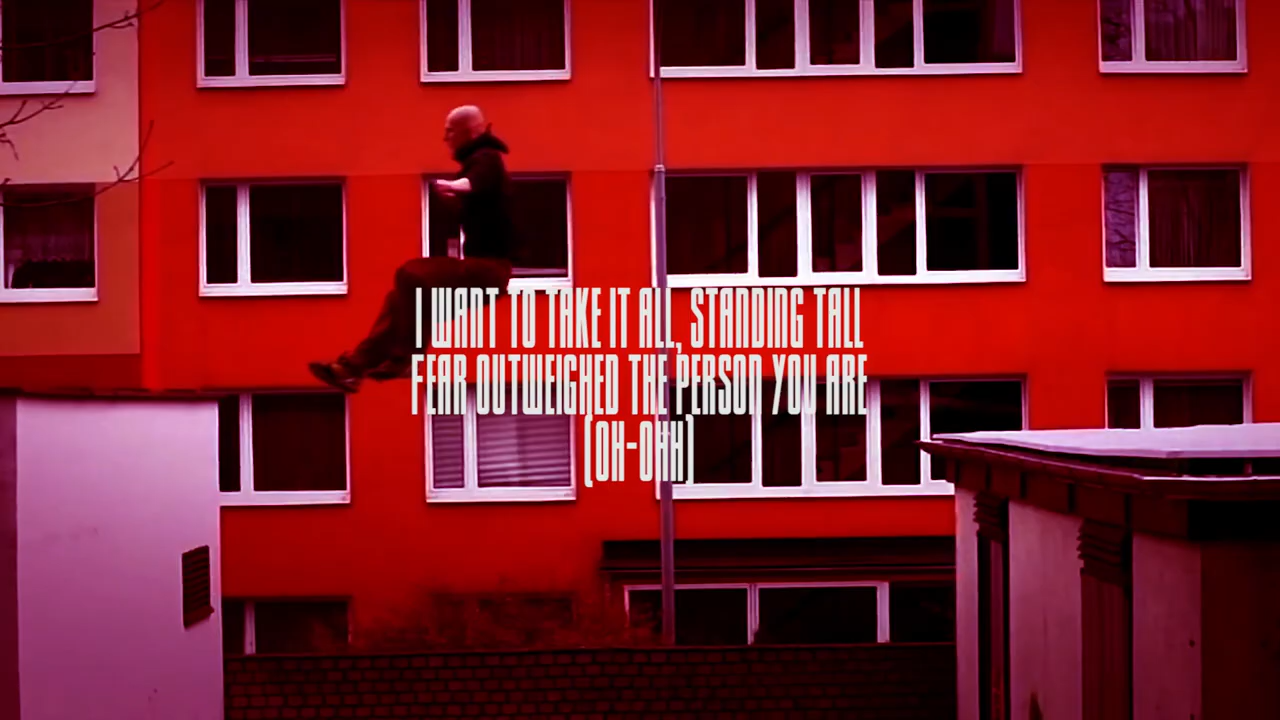 I WANT TO TAKE IT ALL, STANDING TALL
FEAR OUTWEIGHED THE PERSON YOU ARE
(OH-OHH)